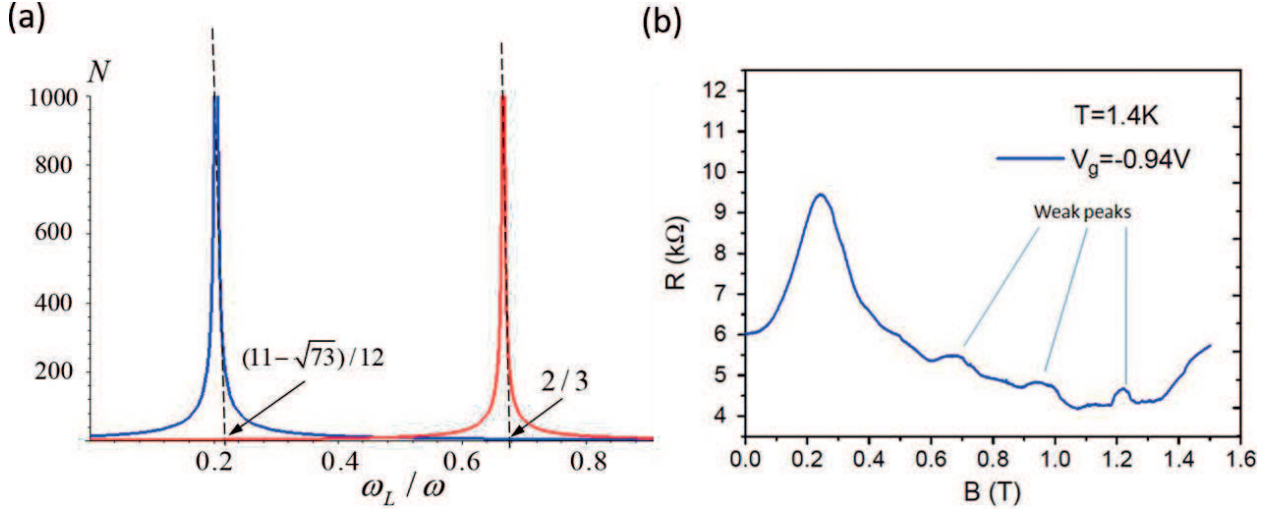 (a)
N
1000
800
600
400
200
(11−√73)/12
2/3
0.2
0.4
0.6
0.8
ω_L / ω
(b)
12
11
10
9
8
7
6
5
4
R (kΩ)
T=1.4K
V_g=-0.94V
Weak peaks
0.0 0.2 0.4 0.6 0.8 1.0 1.2 1.4 1.6
B (T)